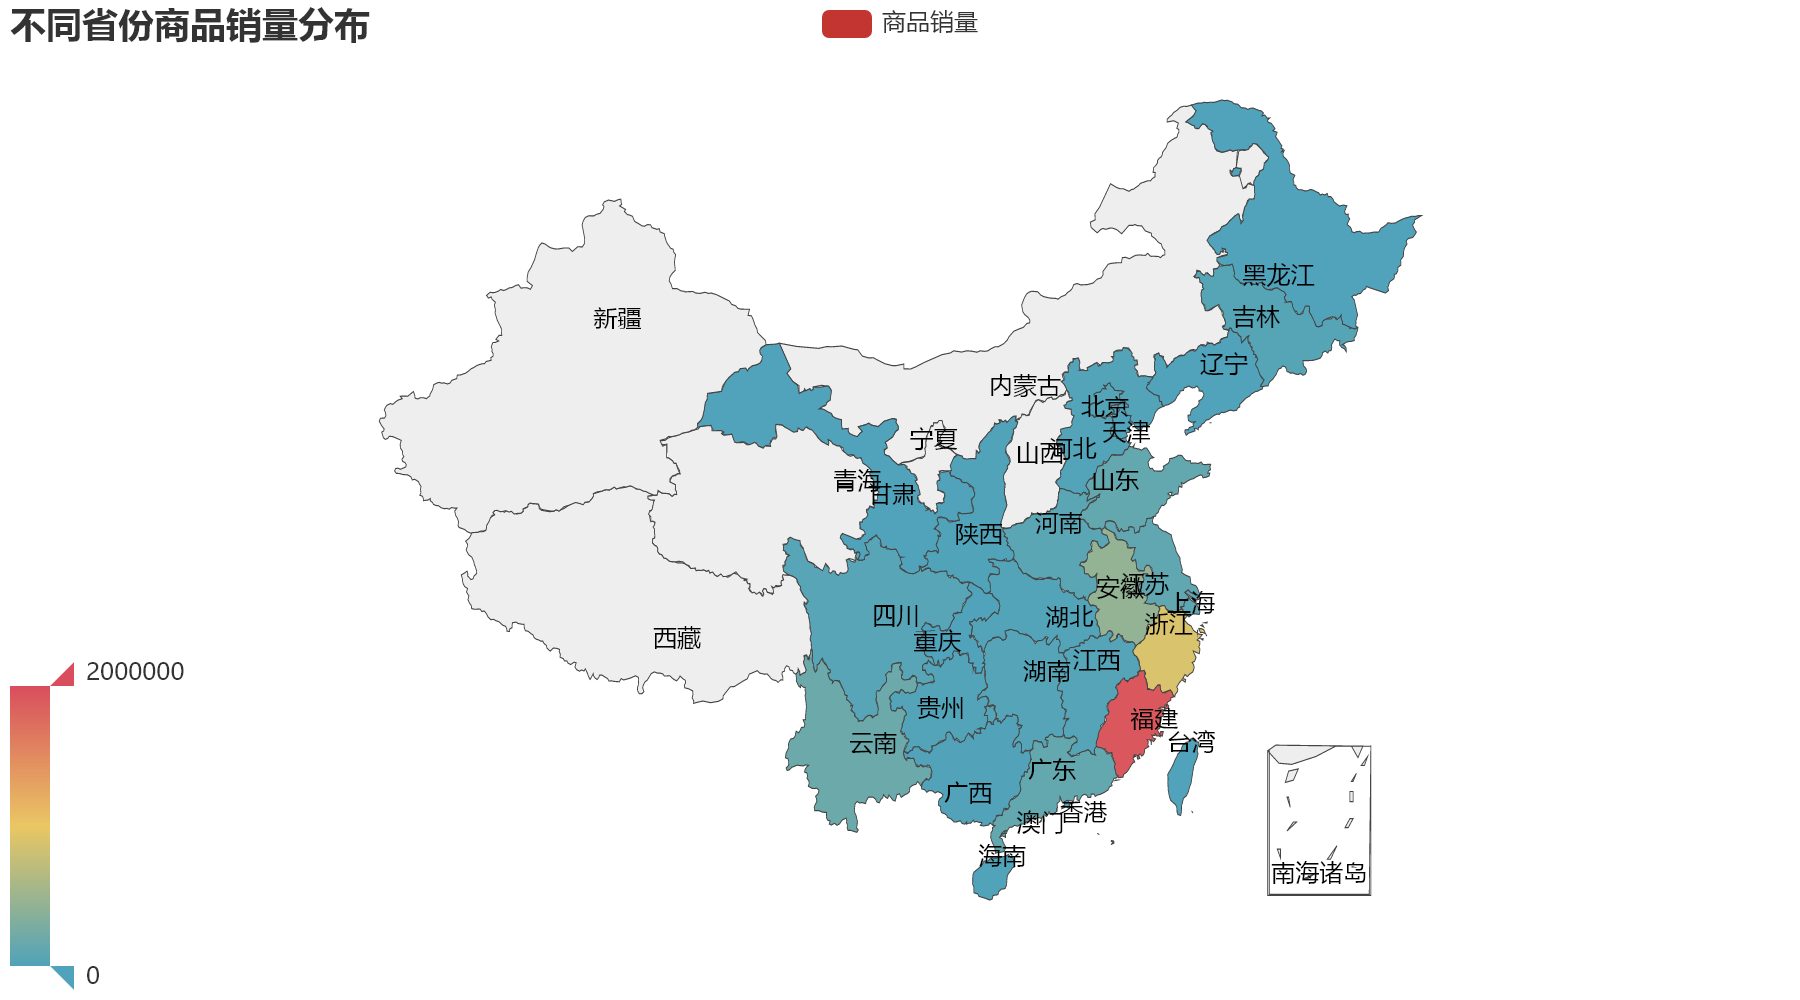 不同省份商品销量分布
商品销量
黑龙江
吉林
新疆
辽宁
内蒙古
北京
天津
宁夏
山西
河北
青海
甘肃
山东
河南
陕西
安徽
江苏
上海
四川
湖北
浙江
西藏
重庆
湖南
江西
2000000
贵州
福建
云南
台湾
广东
广西
香港
澳门
海南
南海诸岛
0